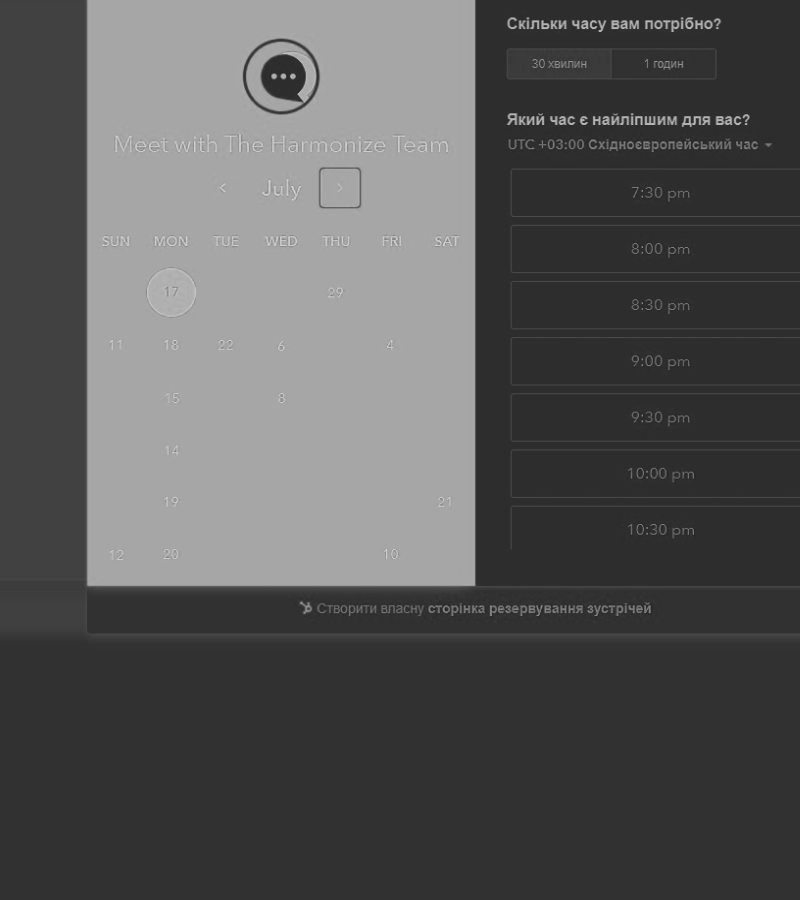 Meet with The Harmonize Team
July
SUN MON TUE WED THU FRI SAT
17 29
11 18 22 6 4
15 8
14
19 21
12 20 10
Скільки часу вам потрібно?
30 хвилин 1 годин
Який час є найліпшим для вас?
UTC +03:00 Східноєвропейський час
7:30 pm
8:00 pm
8:30 pm
9:00 pm
9:30 pm
10:00 pm
10:30 pm
Створити власну сторінка резервування зустрічей